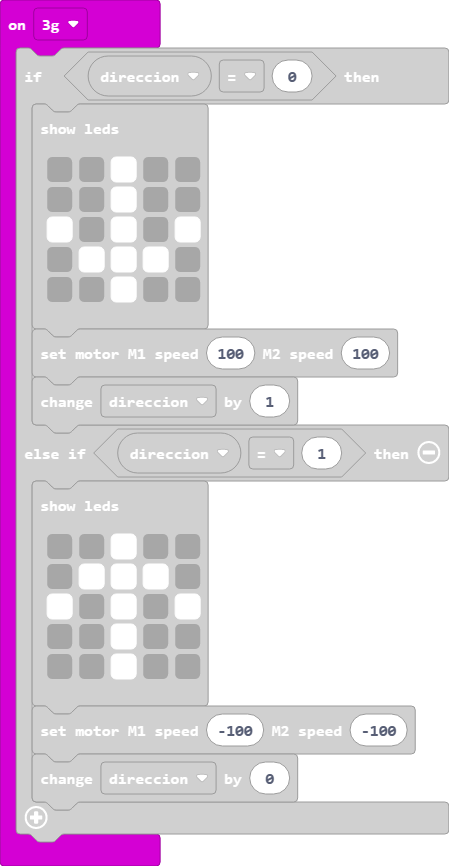 on 3g
if direccion = 0 then
show leds
set motor M1 speed 100 M2 speed 100
change direccion by 1
else if direccion = 1 then
show leds
set motor M1 speed -100 M2 speed -100
change direccion by 0